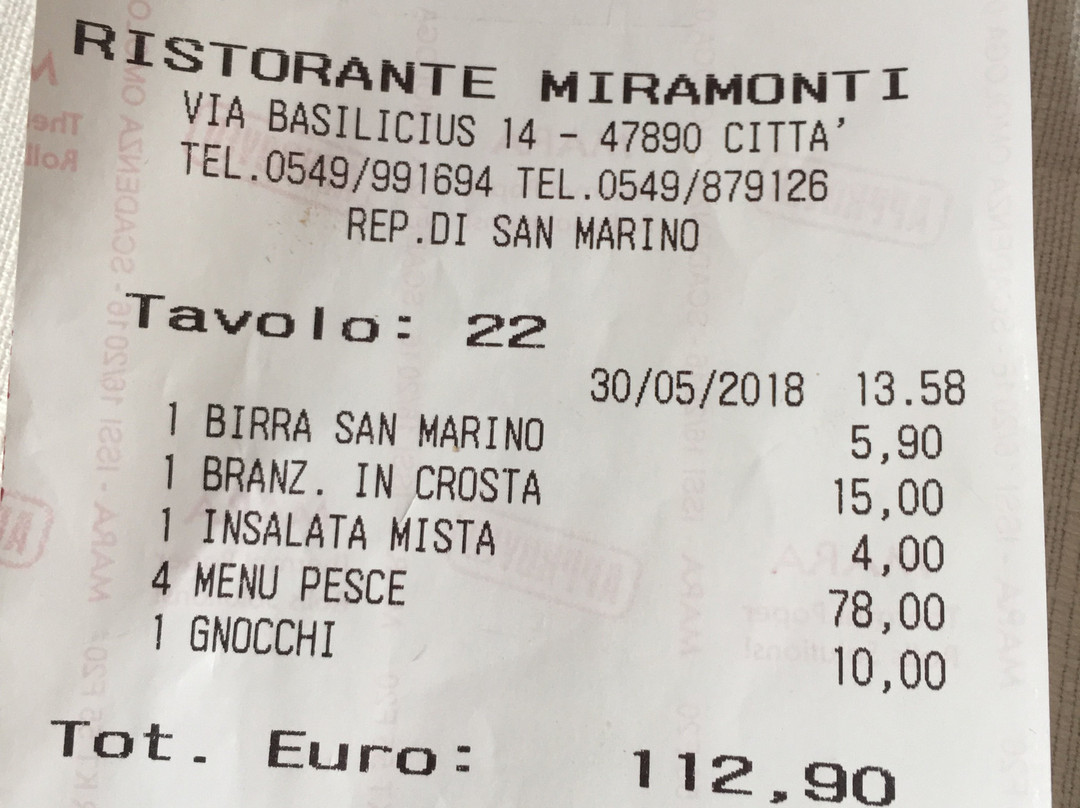 RISTORANTE MIRAMONTI
VIA BASILICIUS 14 - 47890 CITTA'
TEL.0549/991694 TEL.0549/879126
REP.DI SAN MARINO
Tavolo: 22
30/05/2018 13.58
1 BIRRA SAN MARINO 5,90
1 BRANZ. IN CROSTA 15,00
1 INSALATA MISTA 4,00
4 MENU PESCE 78,00
1 GNOCCHI 10,00
Tot. Euro: 112,90